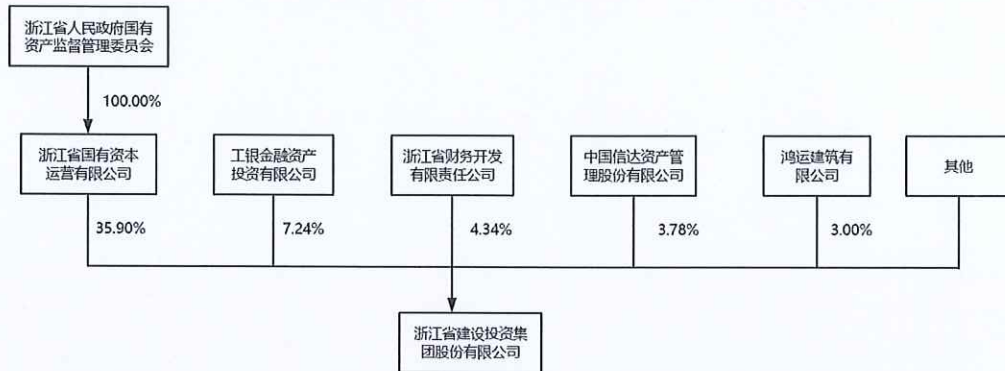 浙江省人民政府国有
资产监督管理委员会
100.00%
浙江省国有资本
运营有限公司
工银金融资产
投资有限公司
浙江省财务开发
有限责任公司
中国信达资产管
理股份有限公司
鸿运建筑有
限公司
其他
35.90%
7.24%
4.34%
3.78%
3.00%
浙江省建设投资集
团股份有限公司